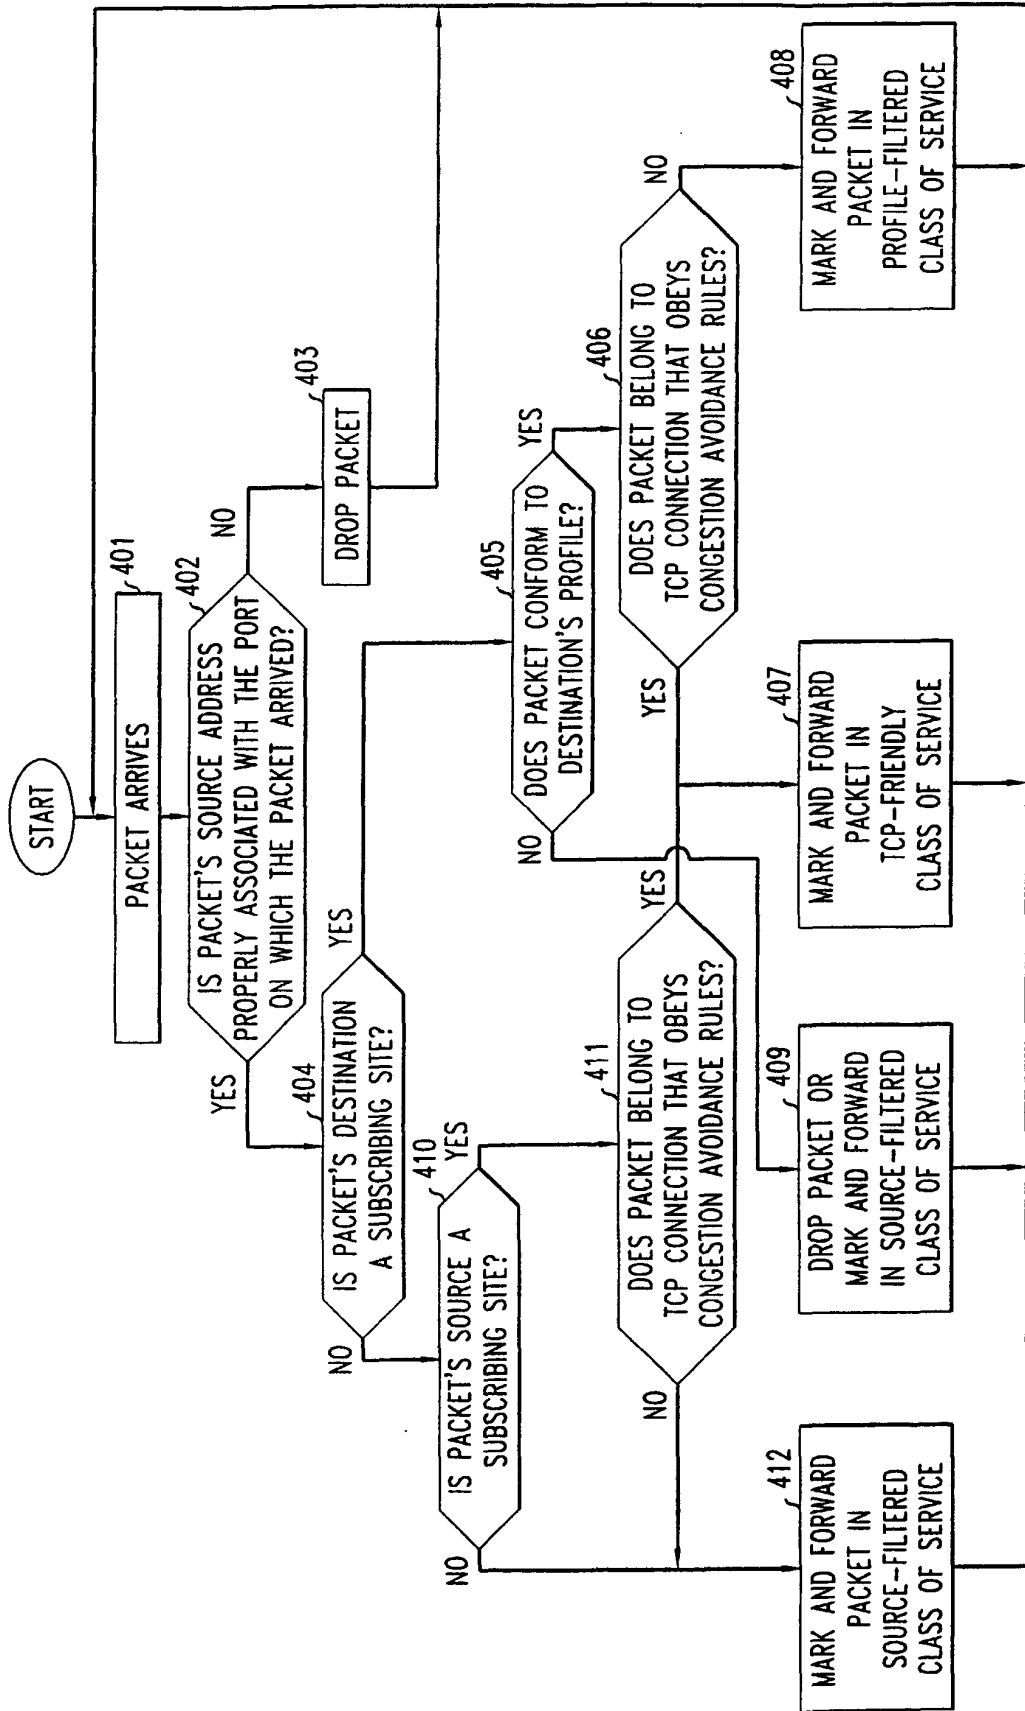 START
401
PACKET ARRIVES
402
IS PACKET'S SOURCE ADDRESS
PROPERLY ASSOCIATED WITH THE PORT
ON WHICH THE PACKET ARRIVED?
YES
NO
403
DROP PACKET
404
IS PACKET'S DESTINATION
A SUBSCRIBING SITE?
NO
YES
410
IS PACKET'S SOURCE A
SUBSCRIBING SITE?
NO
YES
405
DOES PACKET CONFORM TO
DESTINATION'S PROFILE?
NO
YES
411
DOES PACKET BELONG TO
TCP CONNECTION THAT OBEYS
CONGESTION AVOIDANCE RULES?
NO
YES
406
DOES PACKET BELONG TO
TCP CONNECTION THAT OBEYS
CONGESTION AVOIDANCE RULES?
YES
NO
412
MARK AND FORWARD
PACKET IN
SOURCE-FILTERED
CLASS OF SERVICE
409
DROP PACKET OR
MARK AND FORWARD
IN SOURCE-FILTERED
CLASS OF SERVICE
407
MARK AND FORWARD
PACKET IN
TCP-FRIENDLY
CLASS OF SERVICE
408
MARK AND FORWARD
PACKET IN
PROFILE-FILTERED
CLASS OF SERVICE